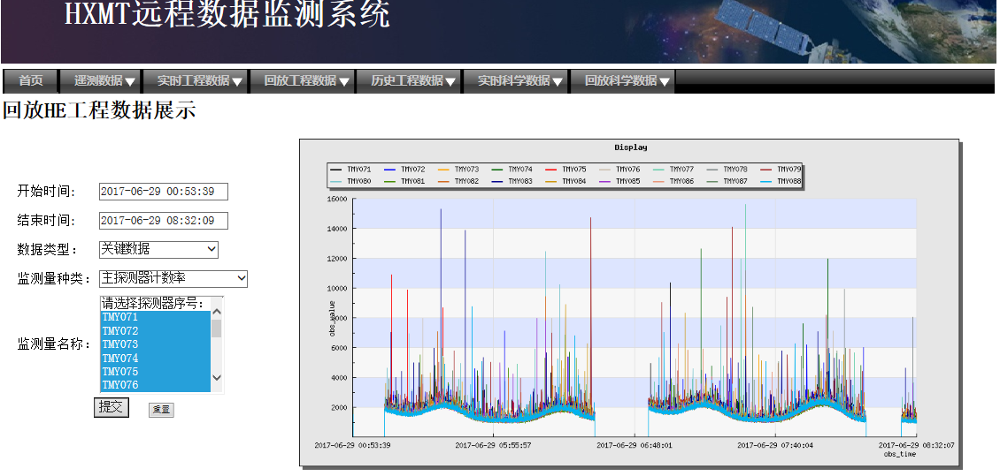 HXMT远程数据监测系统
首页 遥测数据 实时工程数据 回放工程数据 历史工程数据 实时科学数据 回放科学数据
回放HE工程数据展示
开始时间: 2017-06-29 00:53:39
结束时间: 2017-06-29 08:32:09
数据类型: 关键数据
监测量种类: 主探测器计数率
监测量名称:
请选择探测器序号:
TMY071
TMY072
TMY073
TMY074
TMY075
TMY076
提交 重置
Display
TMY071 TMY072 TMY073 TMY074 TMY075 TMY076 TMY077 TMY078 TMY079
TMY080 TMY081 TMY082 TMY083 TMY084 TMY085 TMY086 TMY087 TMY088
16000
14000
12000
10000
8000
6000
4000
2000
obs_value
2017-06-29 00:53:39 2017-06-29 05:55:57 2017-06-29 06:48:01 2017-06-29 07:40:04 2017-06-29 08:32:07
obs_time